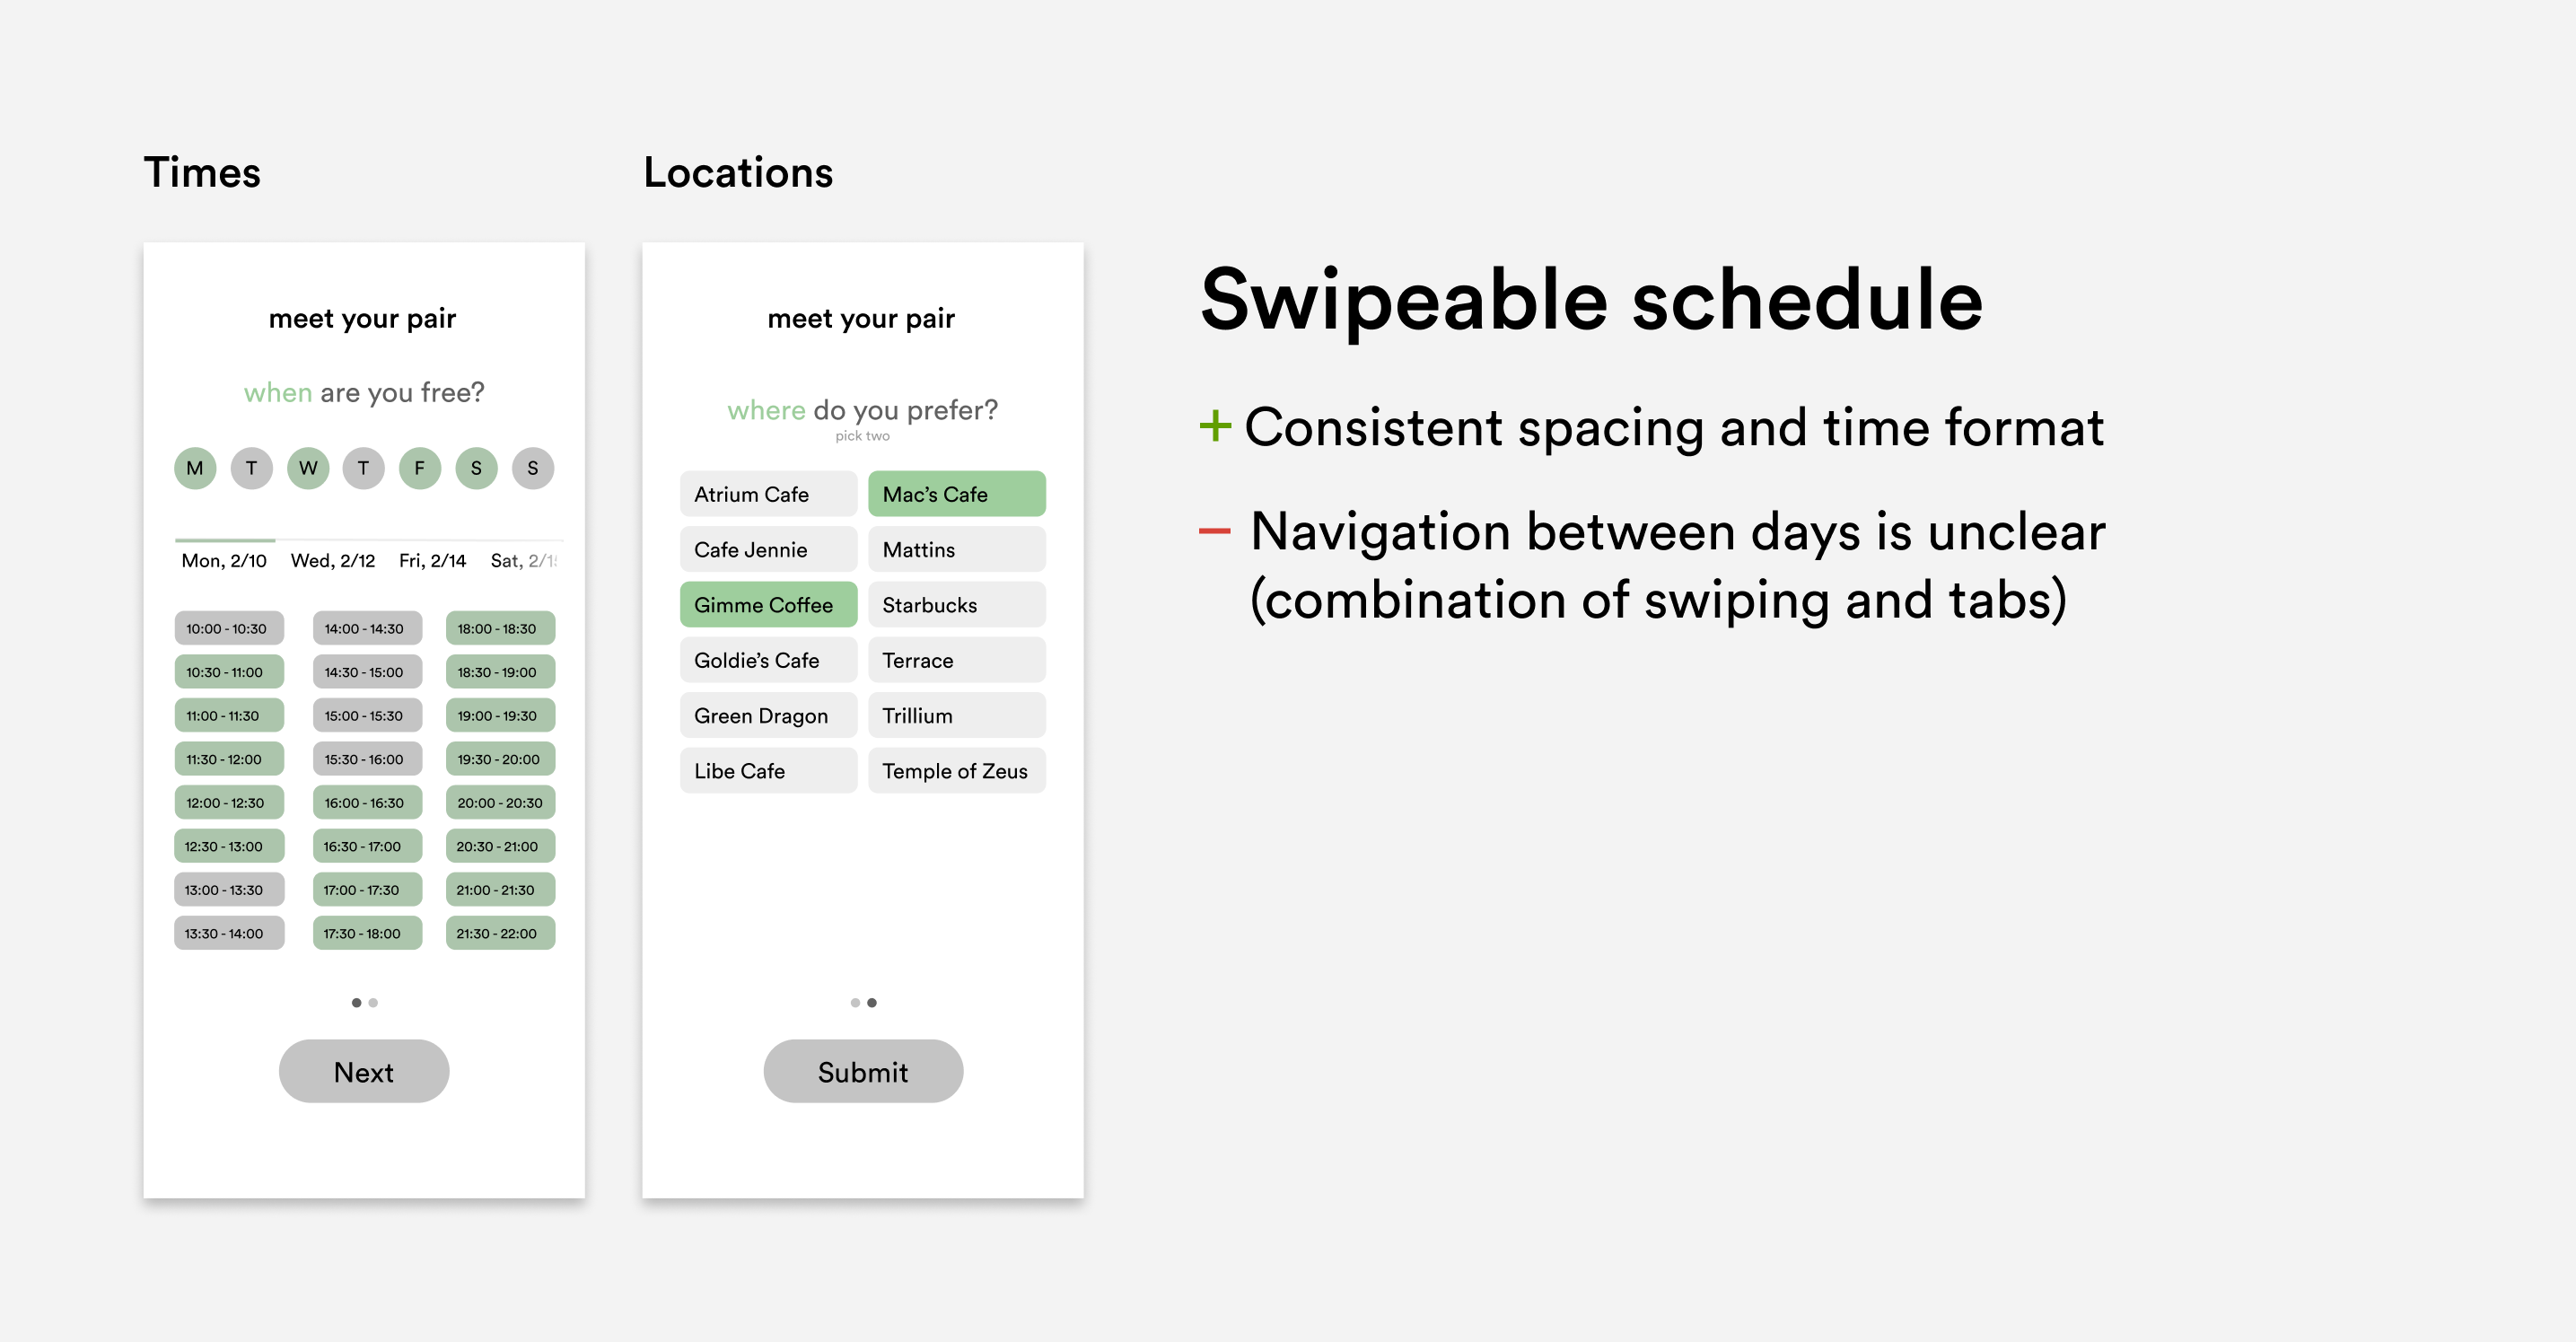 Times
meet your pair
when are you free?
M T W T F S S
Mon, 2/10 Wed, 2/12 Fri, 2/14 Sat, 2/15
10:00 - 10:30 14:00 - 14:30 18:00 - 18:30
10:30 - 11:00 14:30 - 15:00 18:30 - 19:00
11:00 - 11:30 15:00 - 15:30 19:00 - 19:30
11:30 - 12:00 15:30 - 16:00 19:30 - 20:00
12:00 - 12:30 16:00 - 16:30 20:00 - 20:30
12:30 - 13:00 16:30 - 17:00 20:30 - 21:00
13:00 - 13:30 17:00 - 17:30 21:00 - 21:30
13:30 - 14:00 17:30 - 18:00 21:30 - 22:00
Next
Locations
meet your pair
where do you prefer?
pick two
Atrium Cafe Mac’s Cafe
Cafe Jennie Mattins
Gimme Coffee Starbucks
Goldie’s Cafe Terrace
Green Dragon Trillium
Libe Cafe Temple of Zeus
Submit
Swipeable schedule
+ Consistent spacing and time format
– Navigation between days is unclear
(combination of swiping and tabs)